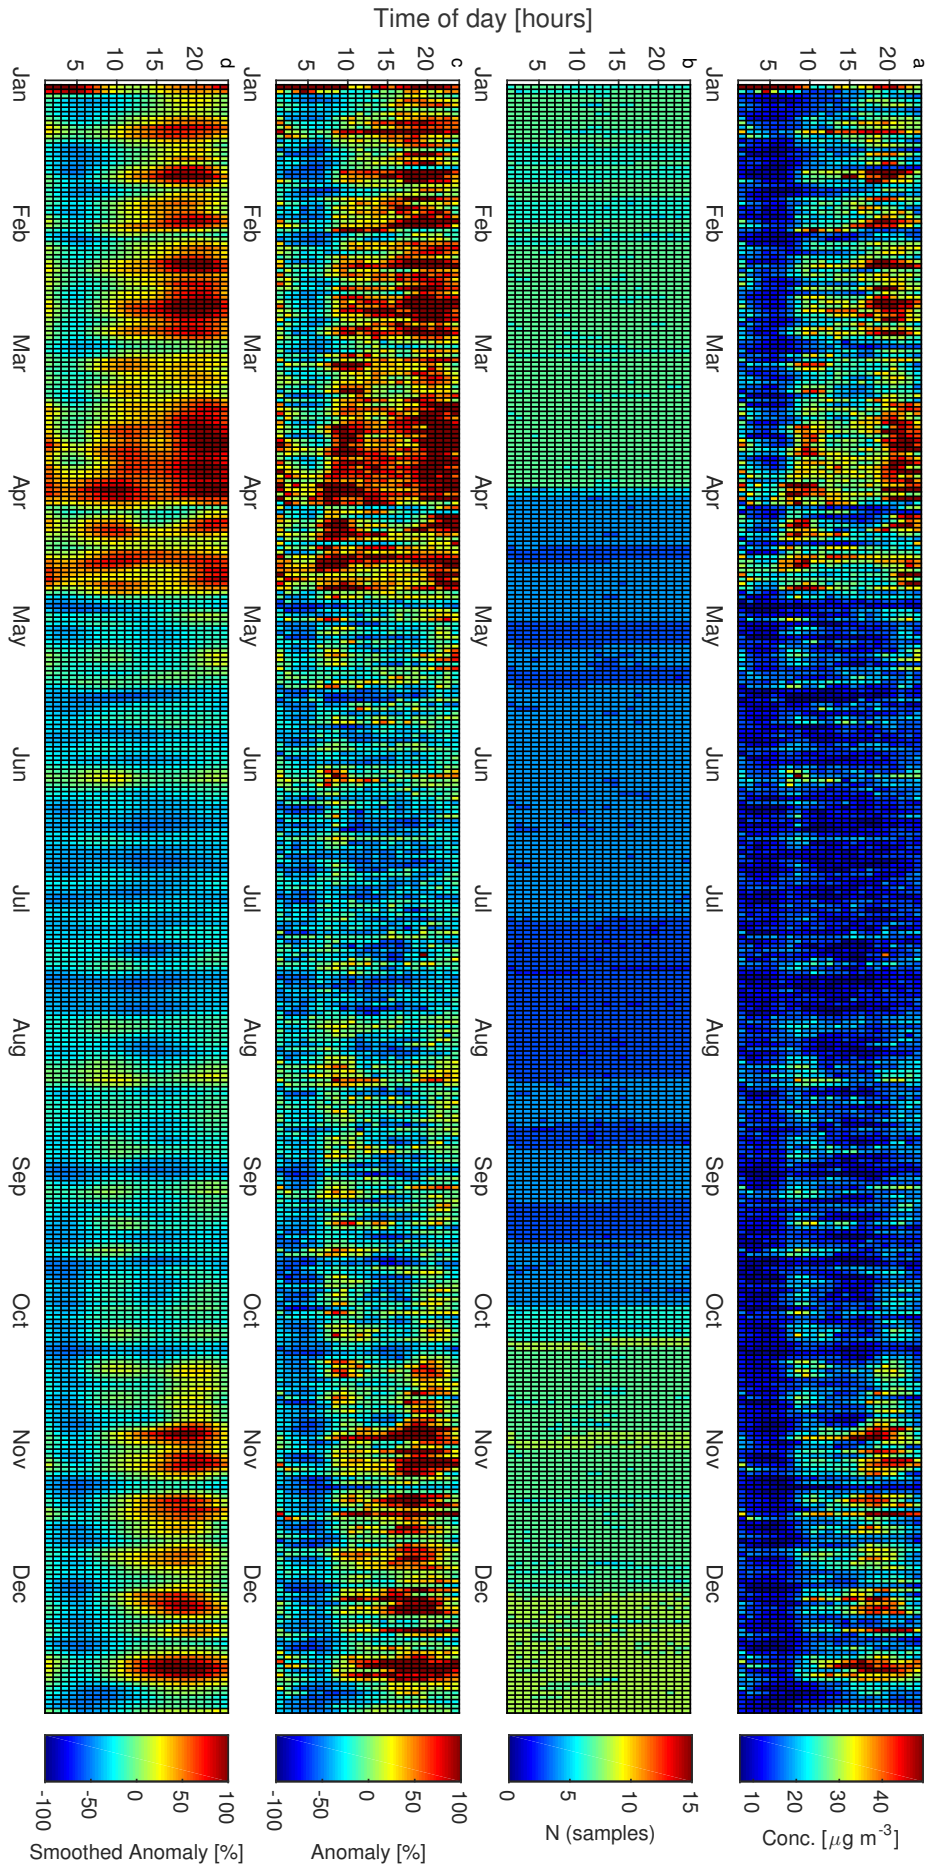 Time of day [hours]
a
20
15
10
5
Jan Feb Mar Apr May Jun Jul Aug Sep Oct Nov Dec
10 20 30 40
Conc. [μg m⁻³]
b
20
15
10
5
Jan Feb Mar Apr May Jun Jul Aug Sep Oct Nov Dec
0 5 10 15
N (samples)
c
20
15
10
5
Jan Feb Mar Apr May Jun Jul Aug Sep Oct Nov Dec
-100 -50 0 50 100
Anomaly [%]
d
20
15
10
5
Jan Feb Mar Apr May Jun Jul Aug Sep Oct Nov Dec
-100 -50 0 50 100
Smoothed Anomaly [%]